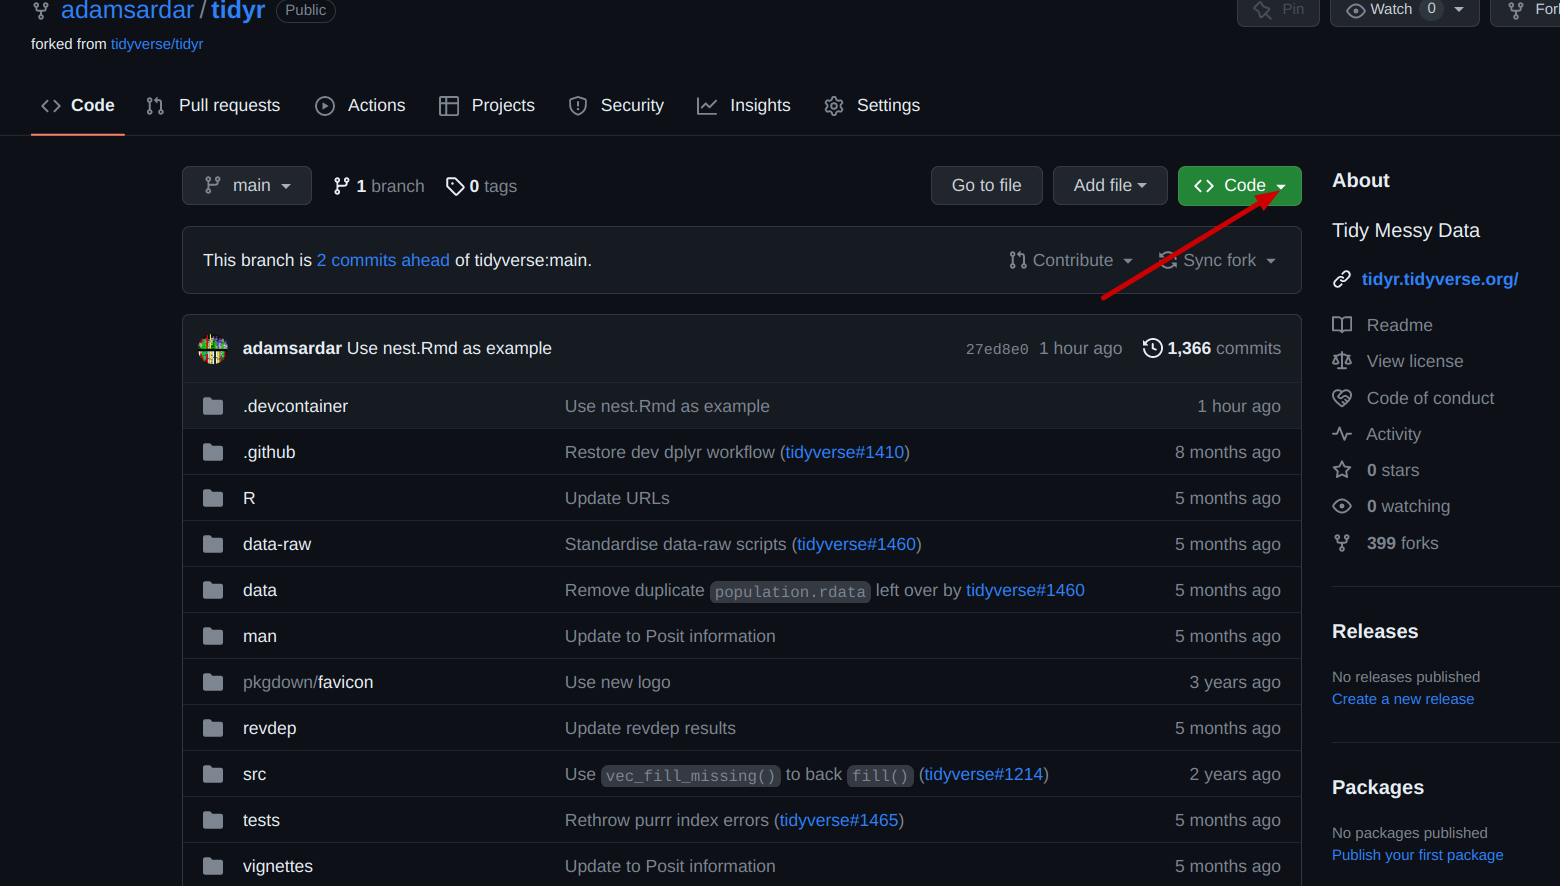 adamsardar / tidyr Public
Pin
Watch 0
forked from tidyverse/tidyr
Code
Pull requests
Actions
Projects
Security
Insights
Settings
main
1 branch
0 tags
Go to file
Add file
Code
This branch is 2 commits ahead of tidyverse:main.
Contribute
Sync fork
adamsardar Use nest.Rmd as example 27ed8e0 1 hour ago 1,366 commits
.devcontainer Use nest.Rmd as example 1 hour ago
.github Restore dev dplyr workflow (tidyverse#1410) 8 months ago
R Update URLs 5 months ago
data-raw Standardise data-raw scripts (tidyverse#1460) 5 months ago
data Remove duplicate population.rdata left over by tidyverse#1460 5 months ago
man Update to Posit information 5 months ago
pkgdown/favicon Use new logo 3 years ago
revdep Update revdep results 5 months ago
src Use vec_fill_missing() to back fill() (tidyverse#1214) 2 years ago
tests Rethrow purrr index errors (tidyverse#1465) 5 months ago
vignettes Update to Posit information 5 months ago
About
Tidy Messy Data
tidyr.tidyverse.org/
Readme
View license
Code of conduct
Activity
0 stars
0 watching
399 forks
Releases
No releases published
Create a new release
Packages
No packages published
Publish your first package